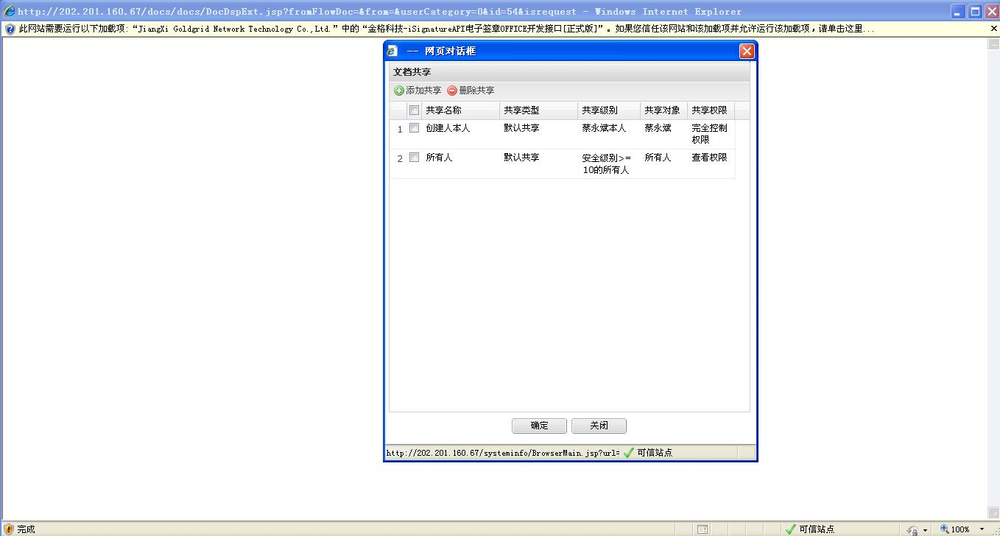 http://202.201.160.67/docs/docs/DocDspExt.jsp?fromFlowDoc=&from=&userCategory=0&id=54&isrequest - Windows Internet Explorer
此网站需要运行以下加载项:“JiangXi Goldgrid Network Technology Co.,Ltd.”中的“金格科技-iSignatureAPI电子签章OFFICE开发接口[正式版]”。如果您信任该网站和该加载项并允许运行该加载项，请单击这里...
-- 网页对话框
文档共享
添加共享 删除共享
共享名称 共享类型 共享级别 共享对象 共享权限
1 创建人本人 默认共享 蔡永斌本人 蔡永斌 完全控制
权限
2 所有人 默认共享 安全级别>= 所有人 查看权限
10的所有人
确定 关闭
http://202.201.160.67/systeminfo/BrowserMain.jsp?url= 可信站点
完成 可信站点 100%